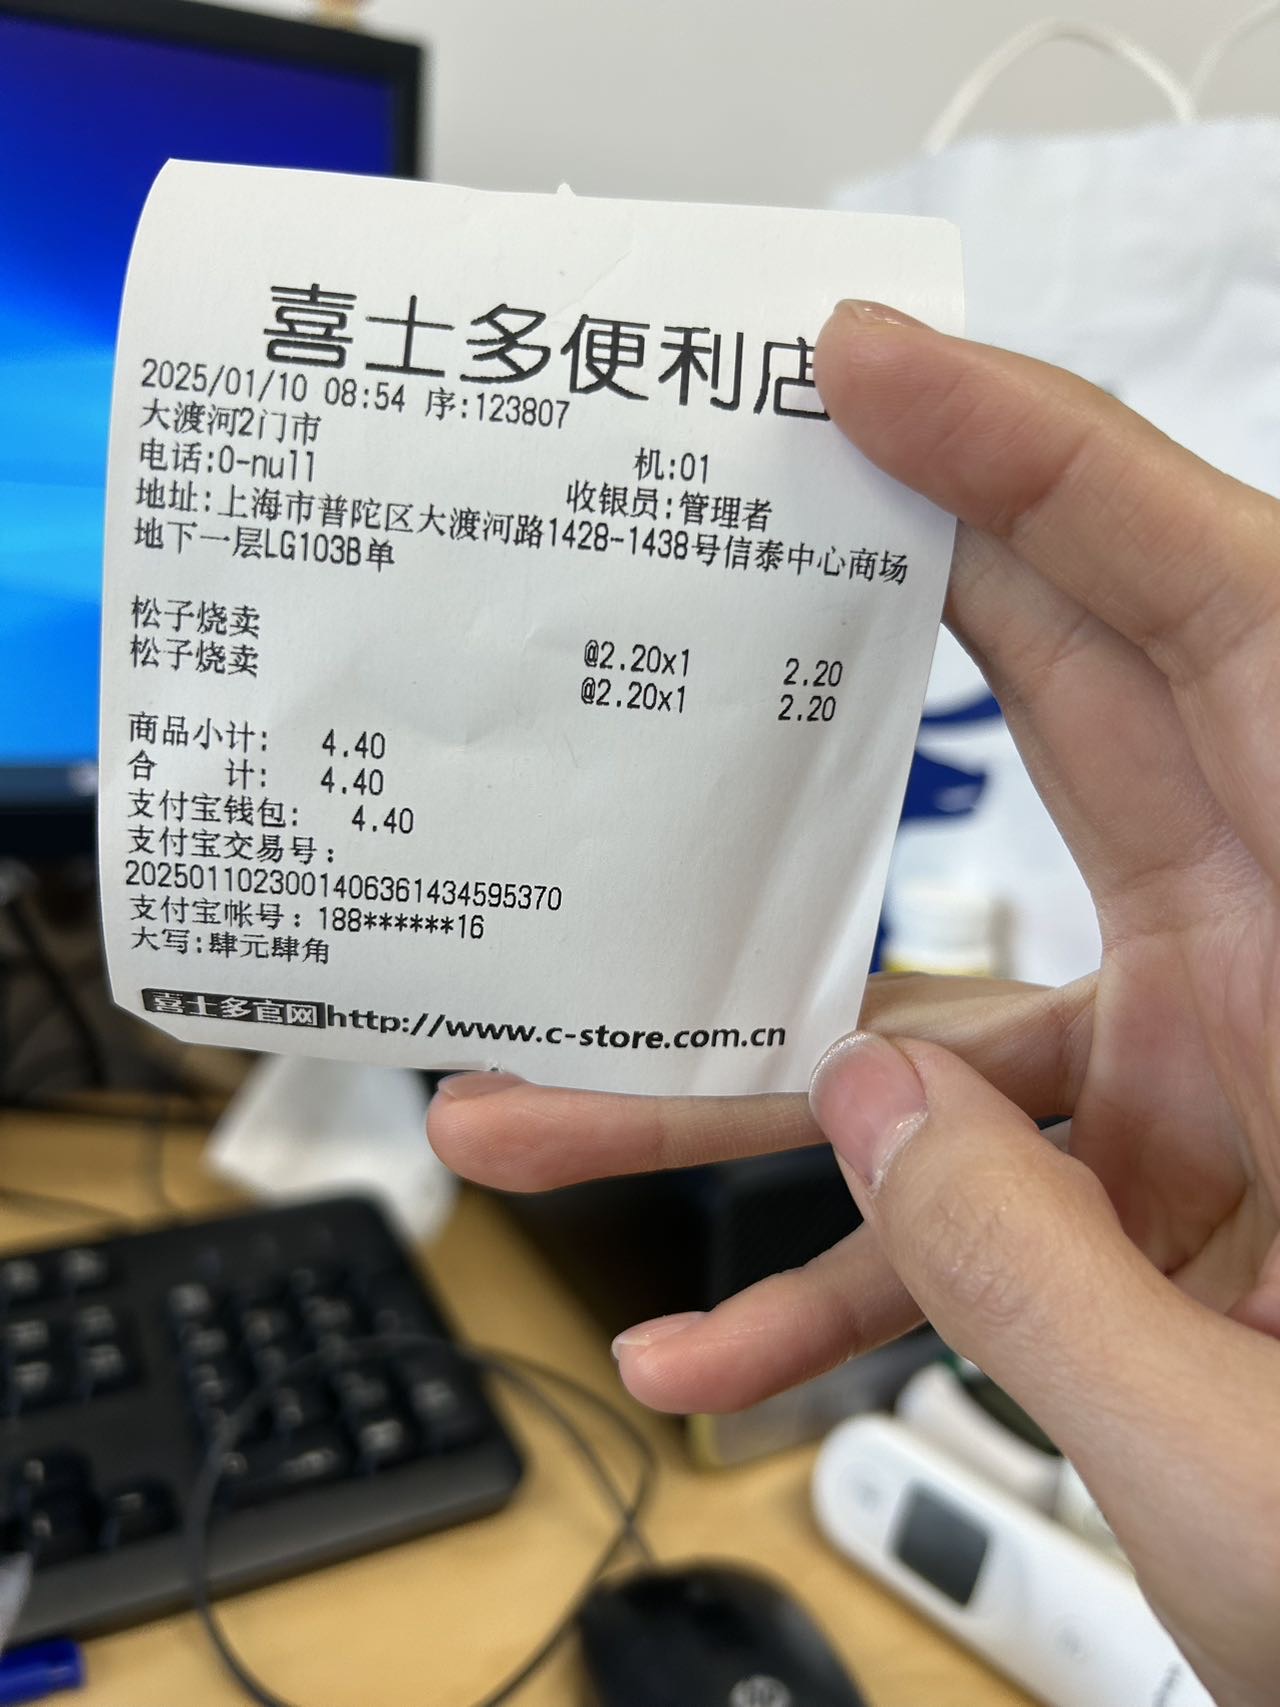 喜士多便利店
2025/01/10 08:54 序:123807
大渡河2门市
电话:0-null 机:01
收银员:管理者
地址:上海市普陀区大渡河路1428-1438号信泰中心商场
地下一层LG103B单
松子烧卖 @2.20x1 2.20
松子烧卖 @2.20x1 2.20
商品小计: 4.40
合 计: 4.40
支付宝钱包: 4.40
支付宝交易号:
2025011023001406361434595370
支付宝帐号:188******16
大写:肆元肆角
喜士多官网http://www.c-store.com.cn